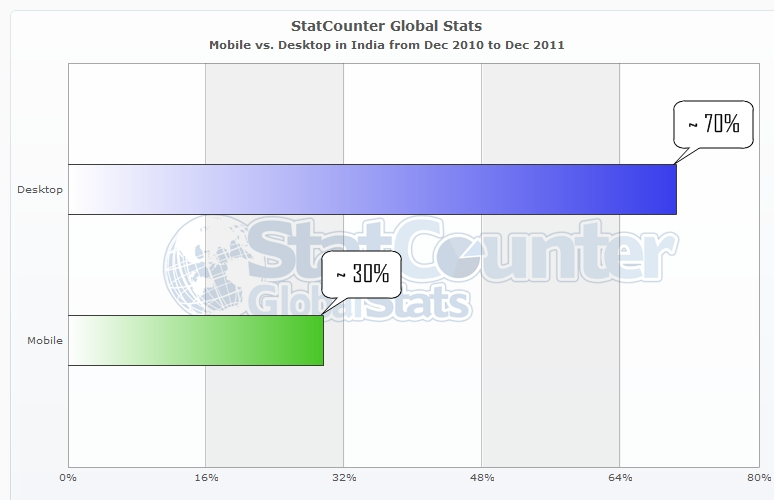 StatCounter Global Stats
Mobile vs. Desktop in India from Dec 2010 to Dec 2011
~ 70%
Desktop
StatCounter
GlobalStats
~ 30%
Mobile
0% 16% 32% 48% 64% 80%